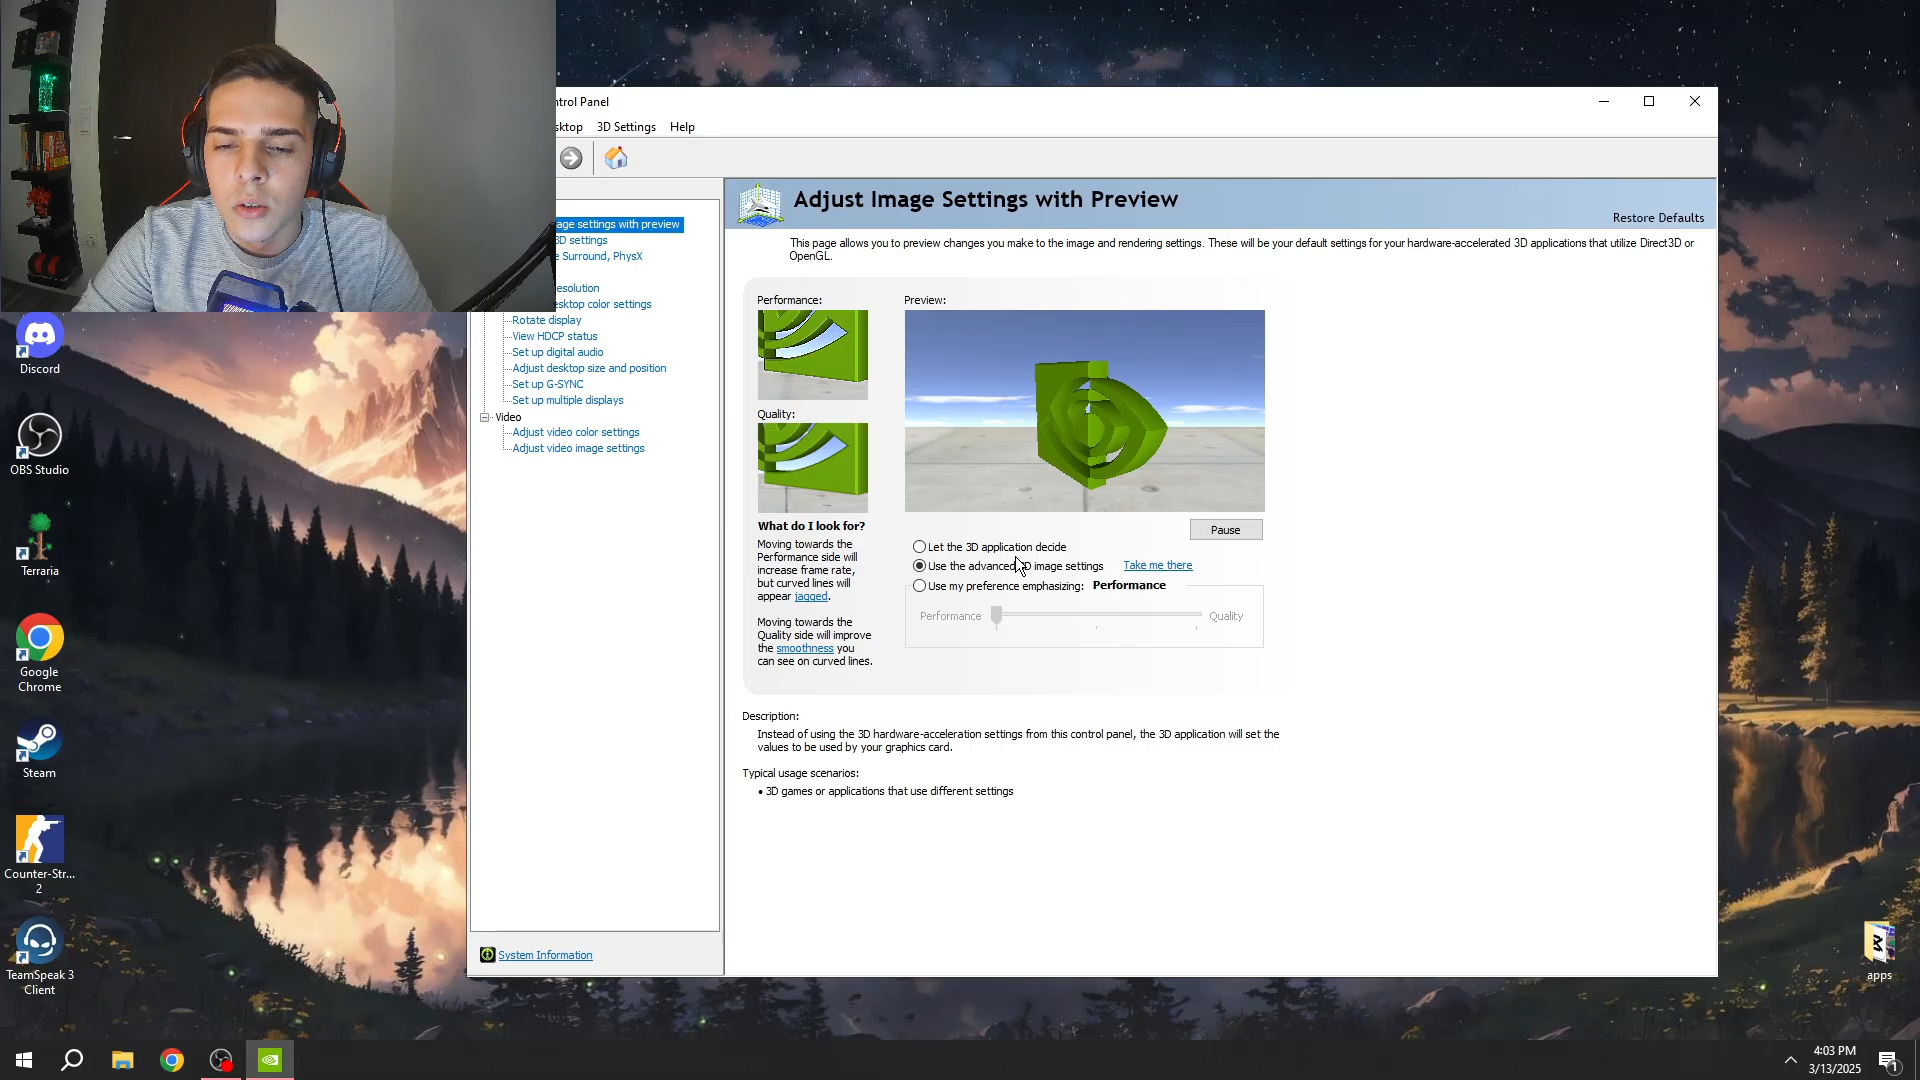 ntrol Panel
sktop 3D Settings Help
age settings with preview
3D settings
e Surround, PhysX
esolution
esktop color settings
Rotate display
View HDCP status
Set up digital audio
Adjust desktop size and position
Set up G-SYNC
Set up multiple displays
Video
Adjust video color settings
Adjust video image settings
System Information
Adjust Image Settings with Preview
Restore Defaults
This page allows you to preview changes you make to the image and rendering settings. These will be your default settings for your hardware-accelerated 3D applications that utilize Direct3D or
OpenGL.
Performance:
Quality:
What do I look for?
Moving towards the
Performance side will
increase frame rate,
but curved lines will
appear jagged.
Moving towards the
Quality side will improve
the smoothness you
can see on curved lines.
Preview:
Pause
Let the 3D application decide
Use the advanced 3D image settings Take me there
Use my preference emphasizing: Performance
Performance Quality
Description:
Instead of using the 3D hardware-acceleration settings from this control panel, the 3D application will set the
values to be used by your graphics card.
Typical usage scenarios:
• 3D games or applications that use different settings
Discord
OBS Studio
Terraria
Google
Chrome
Steam
Counter-Str...
2
TeamSpeak 3
Client
apps
4:03 PM
3/13/2025
1